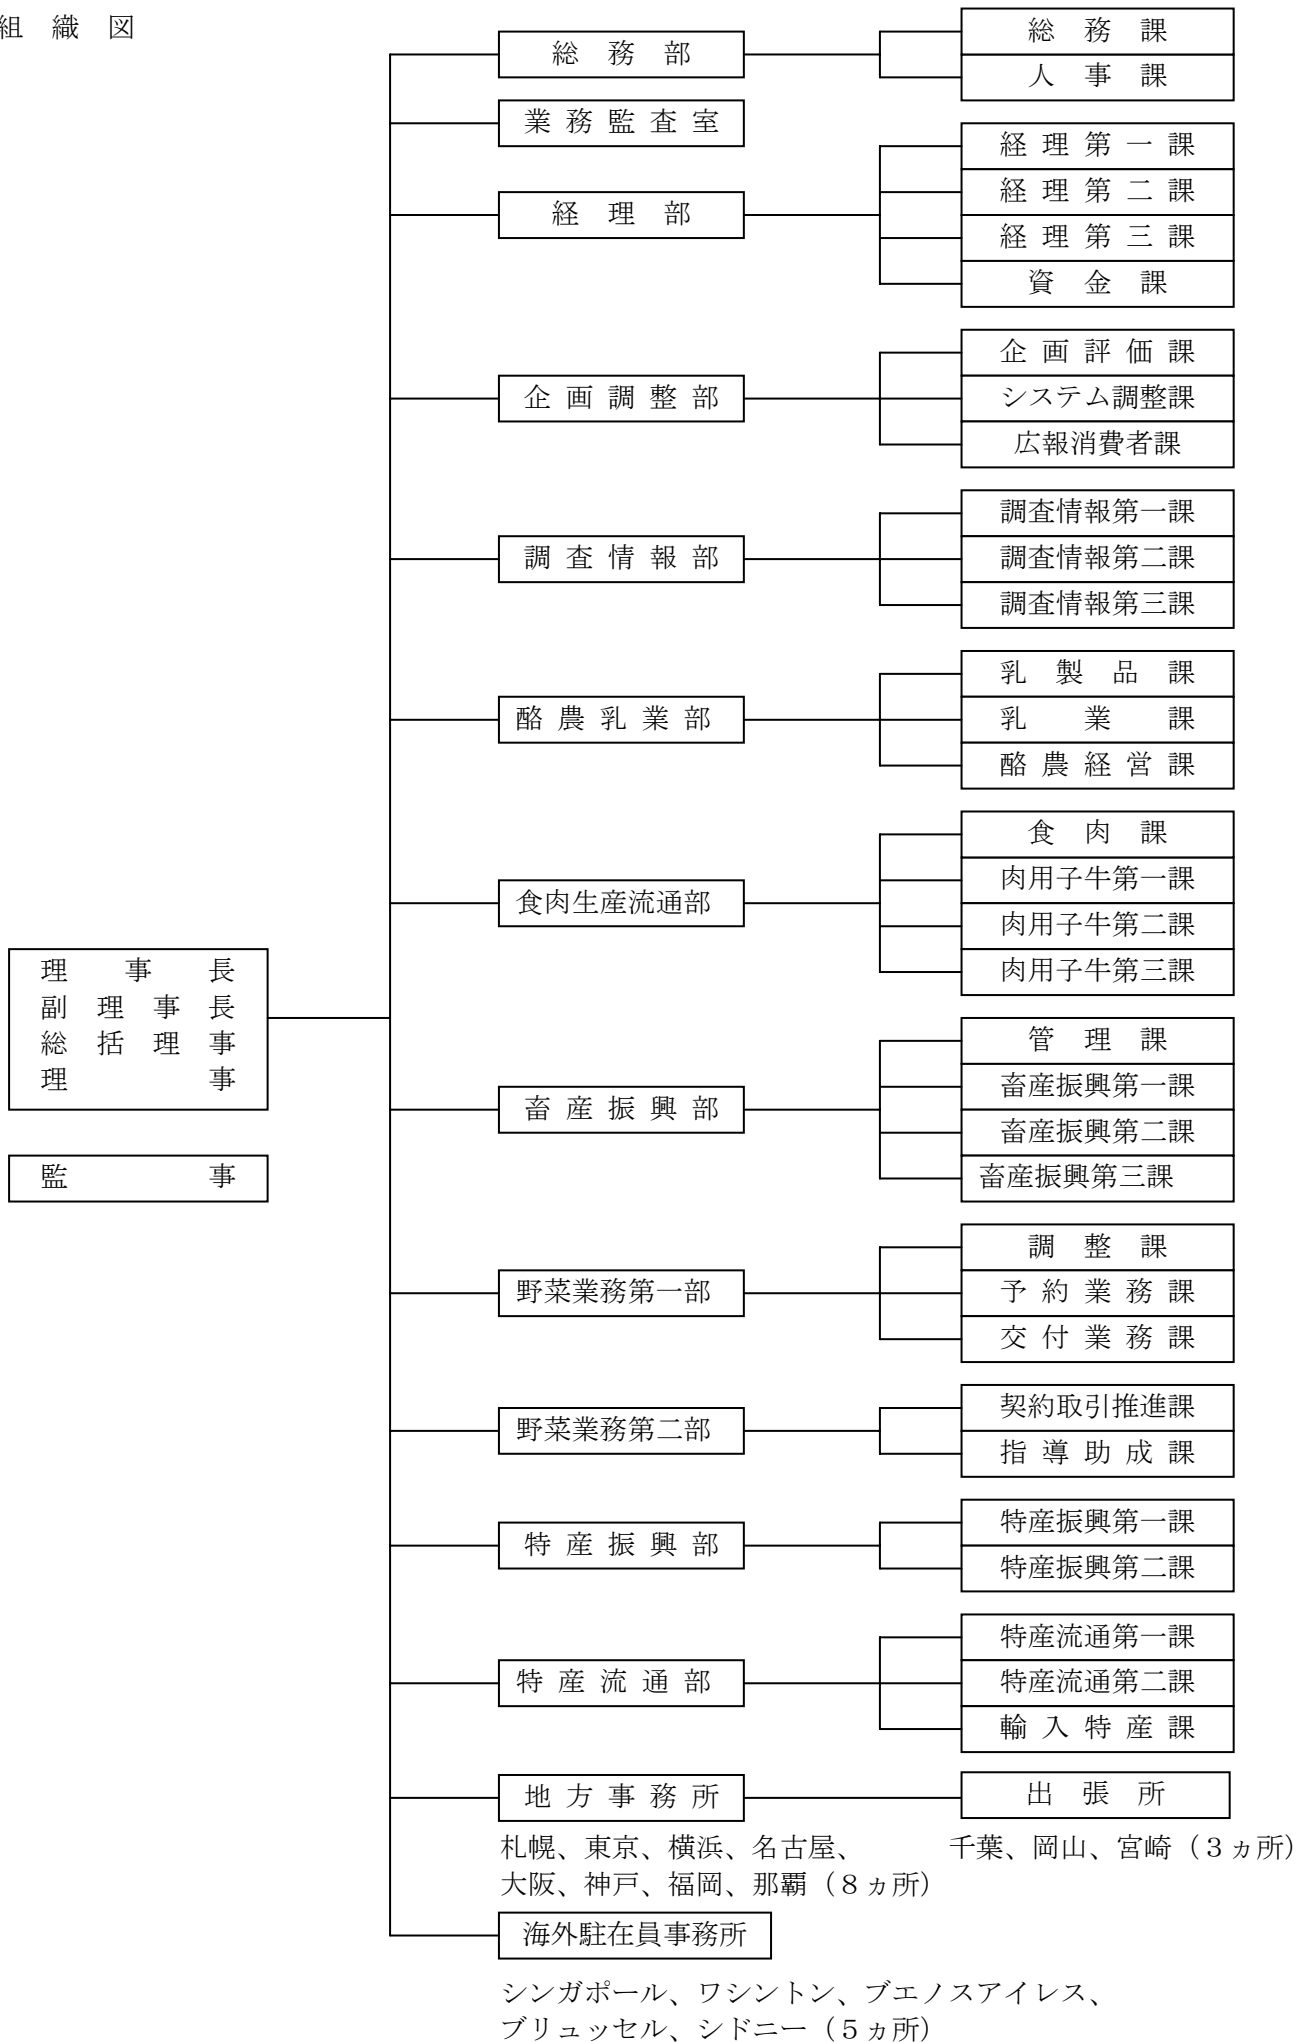 組織図
総務部
総務課
人事課
業務監査室
経理部
経理第一課
経理第二課
経理第三課
資金課
企画調整部
企画評価課
システム調整課
広報消費者課
調査情報部
調査情報第一課
調査情報第二課
調査情報第三課
酪農乳業部
乳製品課
乳業課
酪農経営課
食肉生産流通部
食肉課
肉用子牛第一課
肉用子牛第二課
肉用子牛第三課
理事長
副理事長
総括理事
理事
監事
畜産振興部
管理課
畜産振興第一課
畜産振興第二課
畜産振興第三課
野菜業務第一部
調整課
予約業務課
交付業務課
野菜業務第二部
契約取引推進課
指導助成課
特産振興部
特産振興第一課
特産振興第二課
特産流通部
特産流通第一課
特産流通第二課
輸入特産課
地方事務所
出張所
札幌、東京、横浜、名古屋、
大阪、神戸、福岡、那覇（８ヵ所）
千葉、岡山、宮崎（３ヵ所）
海外駐在員事務所
シンガポール、ワシントン、ブエノスアイレス、
ブリュッセル、シドニー（５ヵ所）